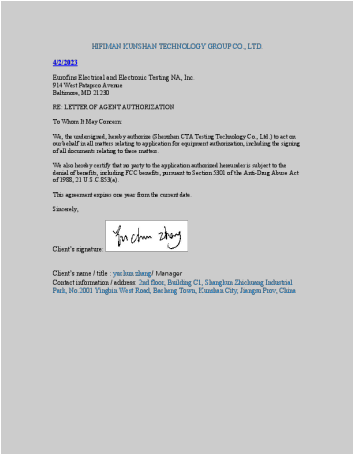 HIFIMAN KUNSHAN TECHNOLOGY GROUP CO., LTD.
4/2/2023
Eurofins Electrical and Electronic Testing NA, Inc.
914 West Patapsco Avenue
Baltimore, MD 21230
RE: LETTER OF AGENT AUTHORIZATION
To Whom It May Concern:
We, the undersigned, hereby authorize (Shenzhen CTA Testing Technology Co., Ltd.) to act on
our behalf in all matters relating to application for equipment authorization, including the signing
of all documents relating to these matters.
We also hereby certify that no party to the application authorized hereunder is subject to the
denial of benefits, including FCC benefits, pursuant to Section 5301 of the Anti-Drug Abuse Act
of 1988, 21 U.S.C.853(a).
This agreement expires one year from the current date.
Sincerely,
Client's signature:
Client's name / title : yuchun zhang/ Manager
Contact information / address: 2nd floor, Building C1, Shangkun Zhichuang Industrial
Park, No.2001 Yingbin West Road, Bacheng Town, Kunshan City, Jiangsu Prov, China